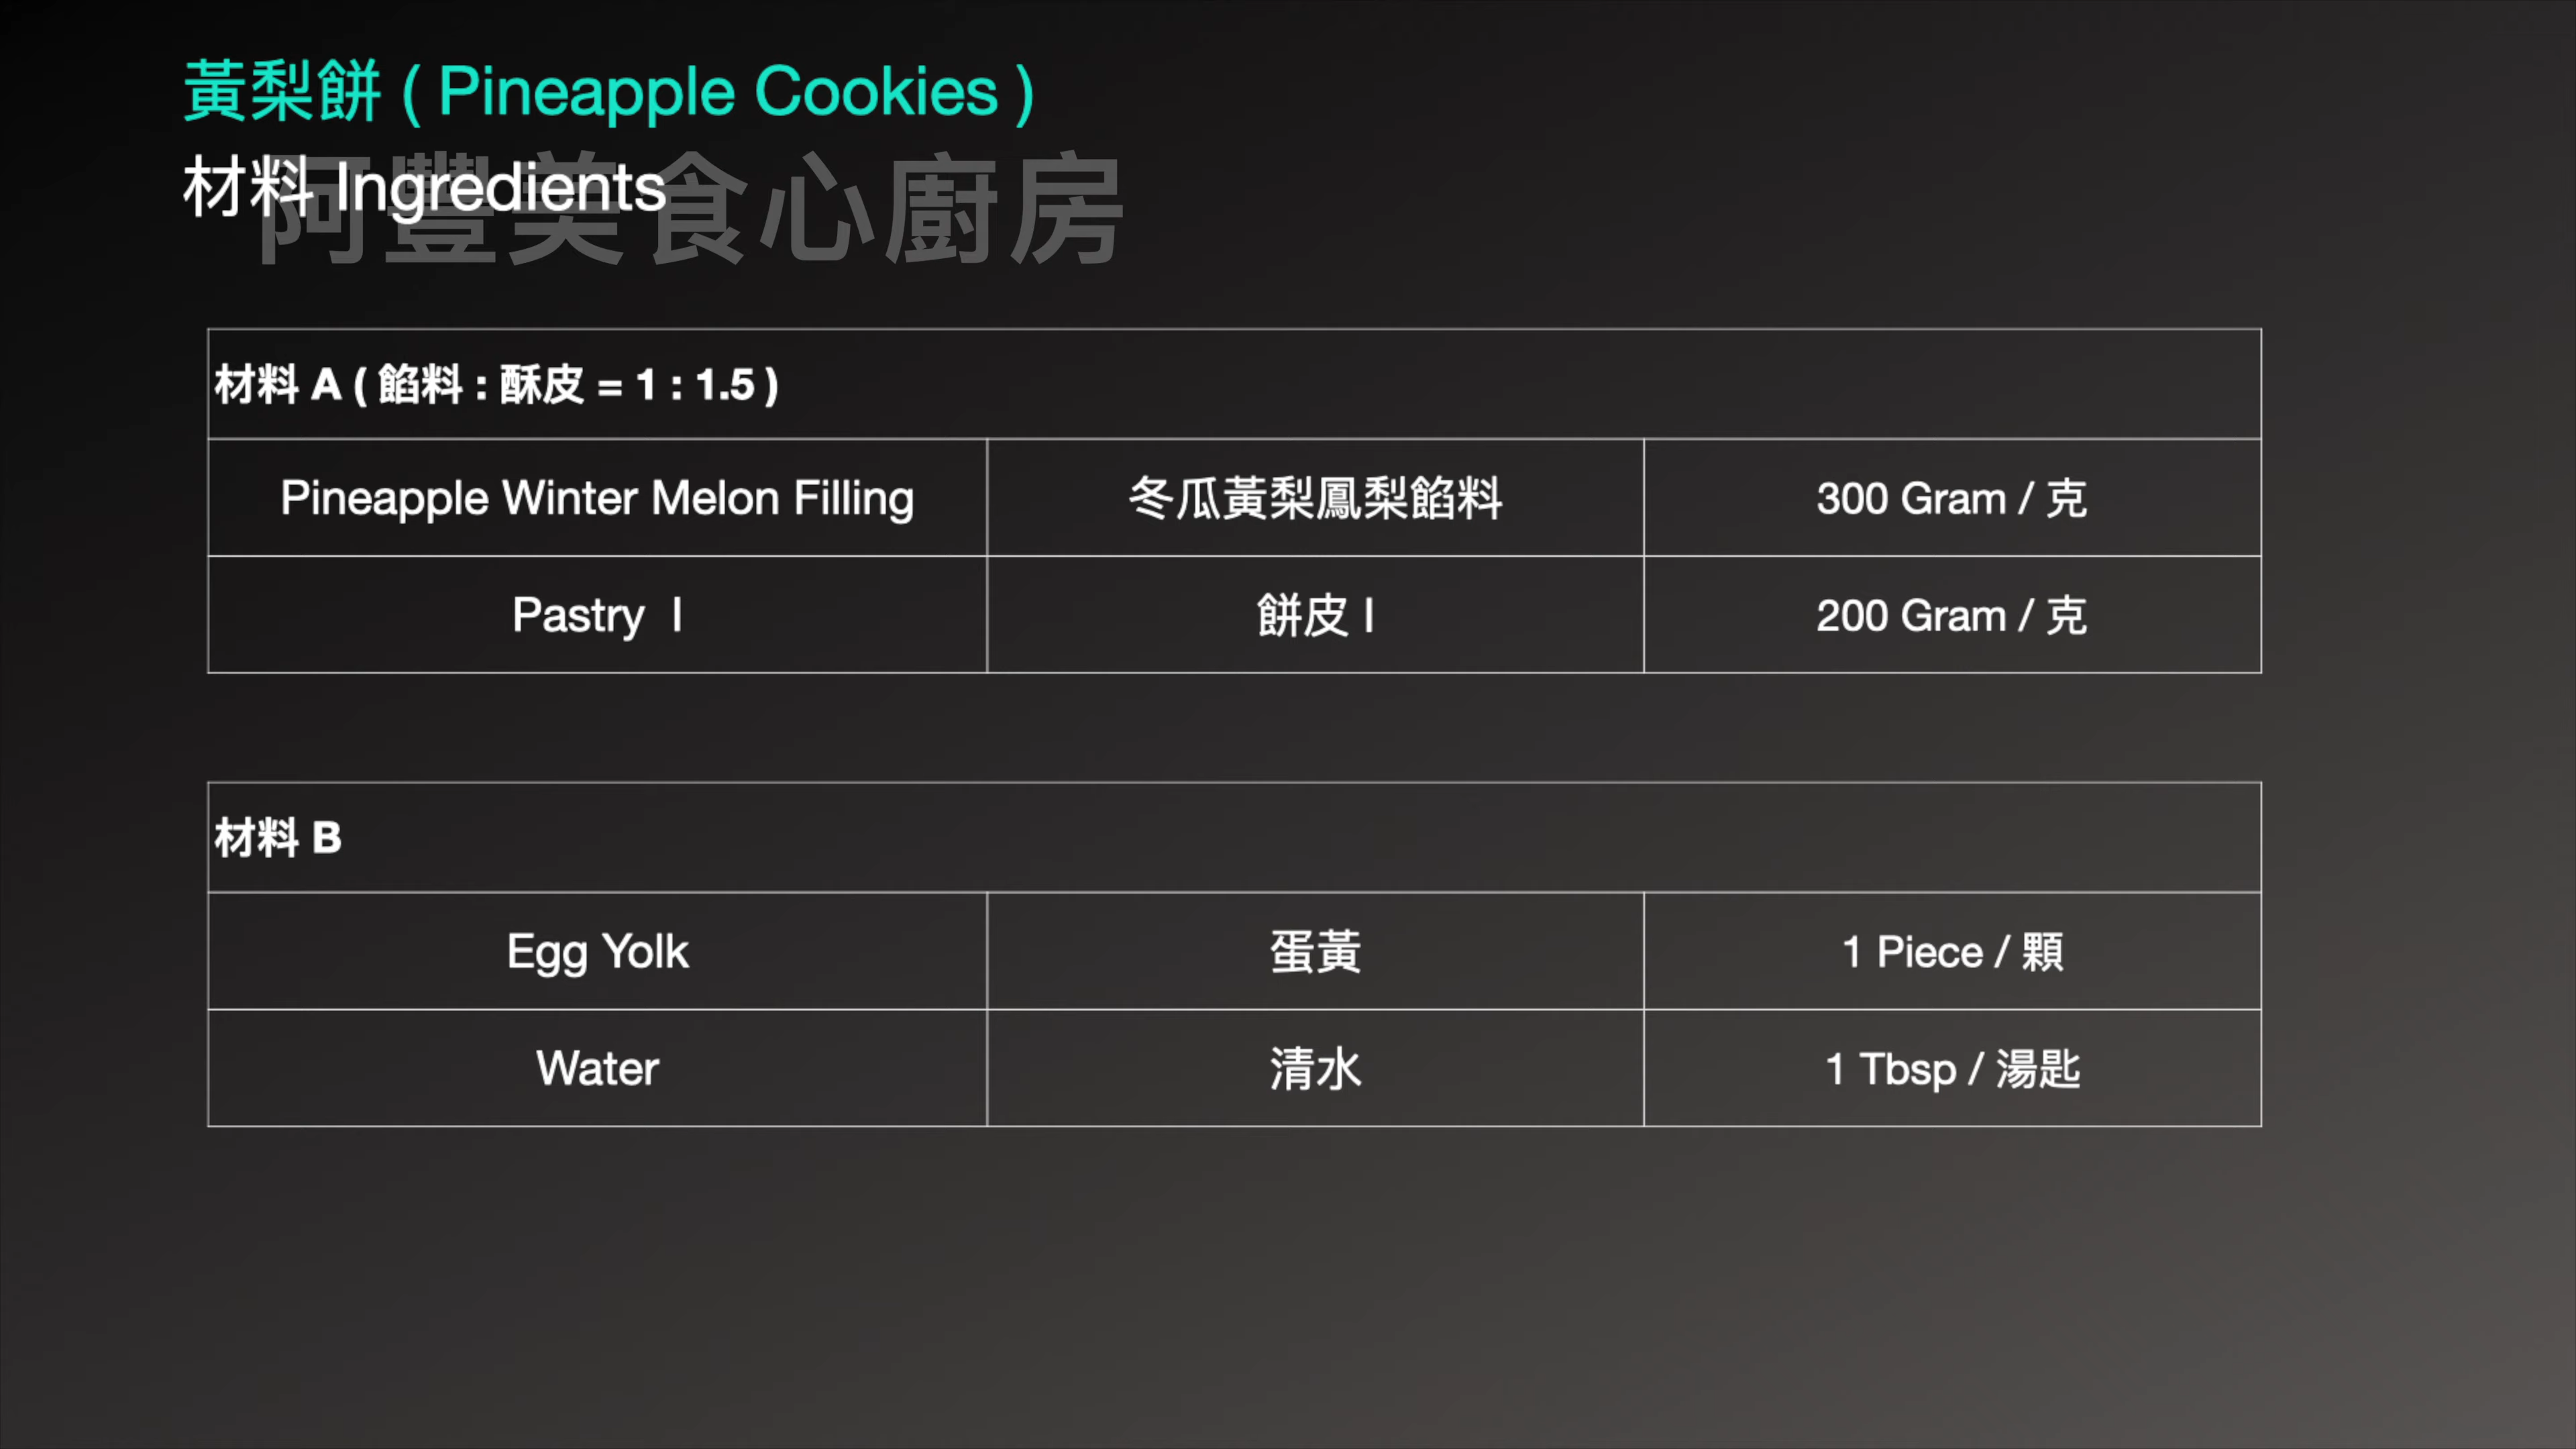 黃梨餅 ( Pineapple Cookies )
材料 Ingredients
阿豐美食心廚房
材料 A ( 餡料 : 酥皮 = 1 : 1.5 )
Pineapple Winter Melon Filling 冬瓜黃梨鳳梨餡料 300 Gram / 克
Pastry I 餅皮 I 200 Gram / 克
材料 B
Egg Yolk 蛋黃 1 Piece / 顆
Water 清水 1 Tbsp / 湯匙